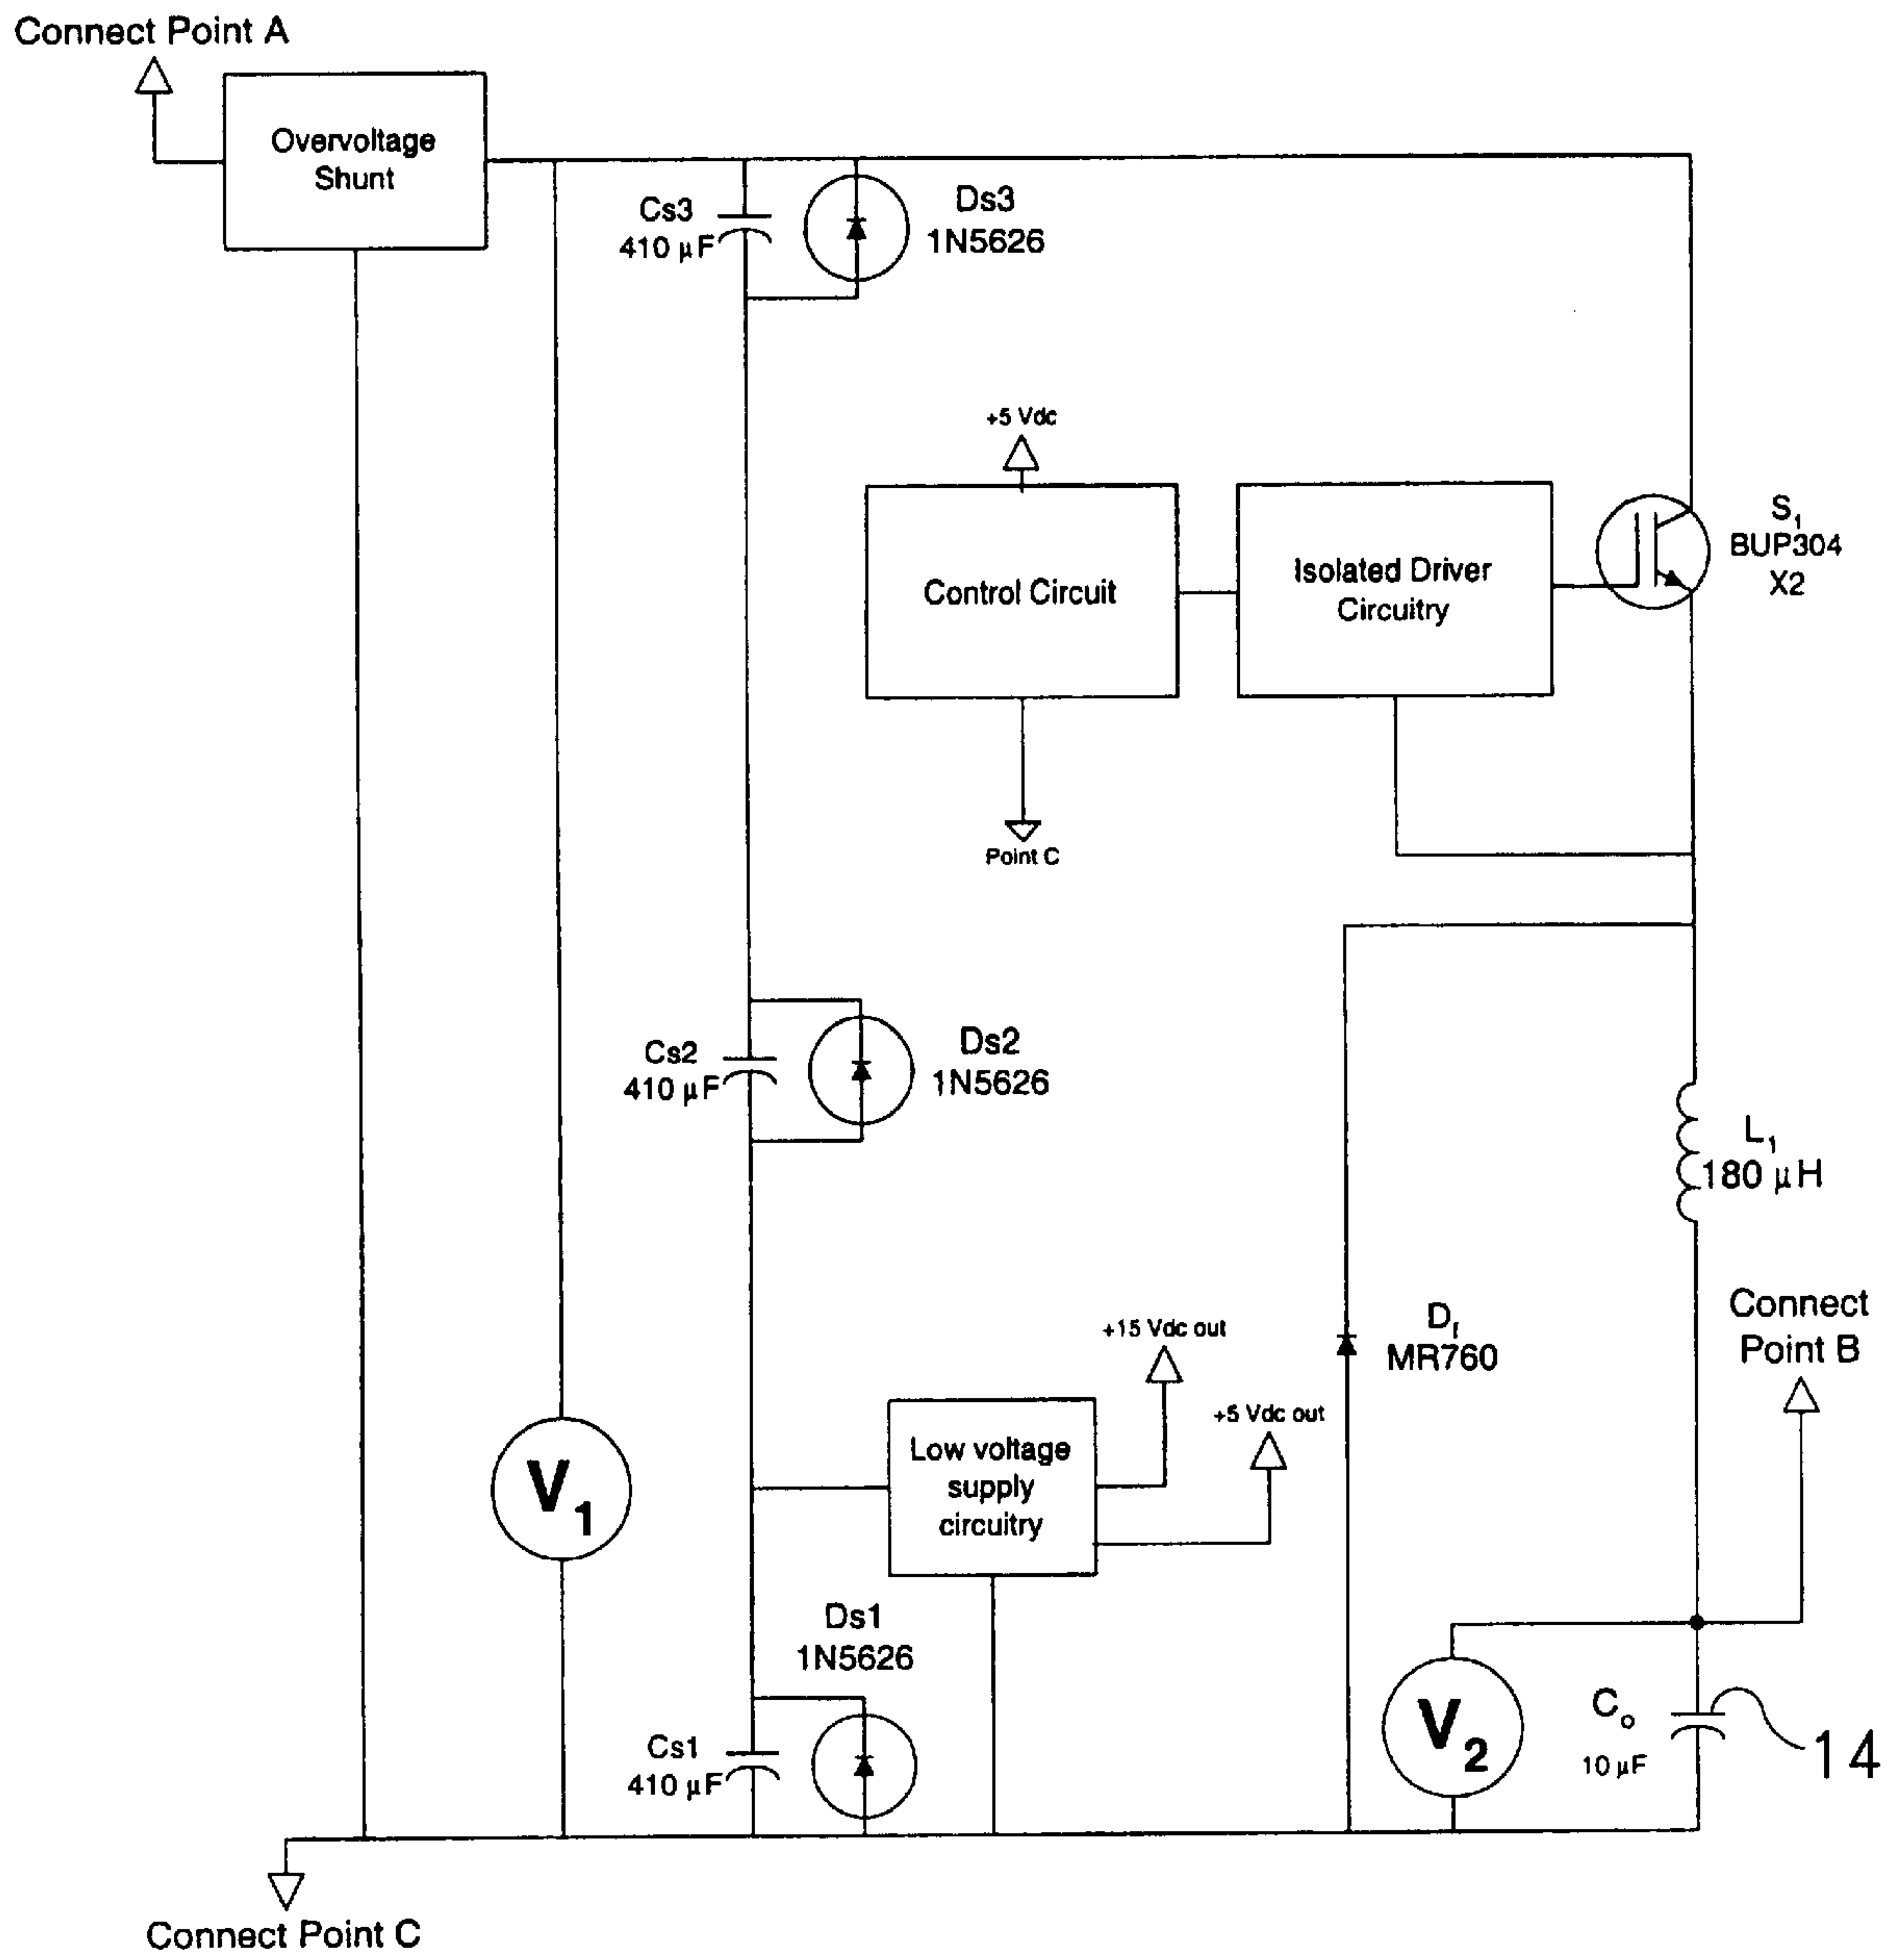 Connect Point A
Overvoltage
Shunt
Cs3
410 µF
Ds3
1N5626
+5 Vdc
Control Circuit
Isolated Driver
Circuitry
S1
BUP304
X2
Point C
Cs2
410 µF
Ds2
1N5626
L1
180 µH
Connect
Point B
Df
MR760
+15 Vdc out
+5 Vdc out
Low voltage
supply
circuitry
V1
Ds1
1N5626
Cs1
410 µF
V2
Co
10 µF
14
Connect Point C